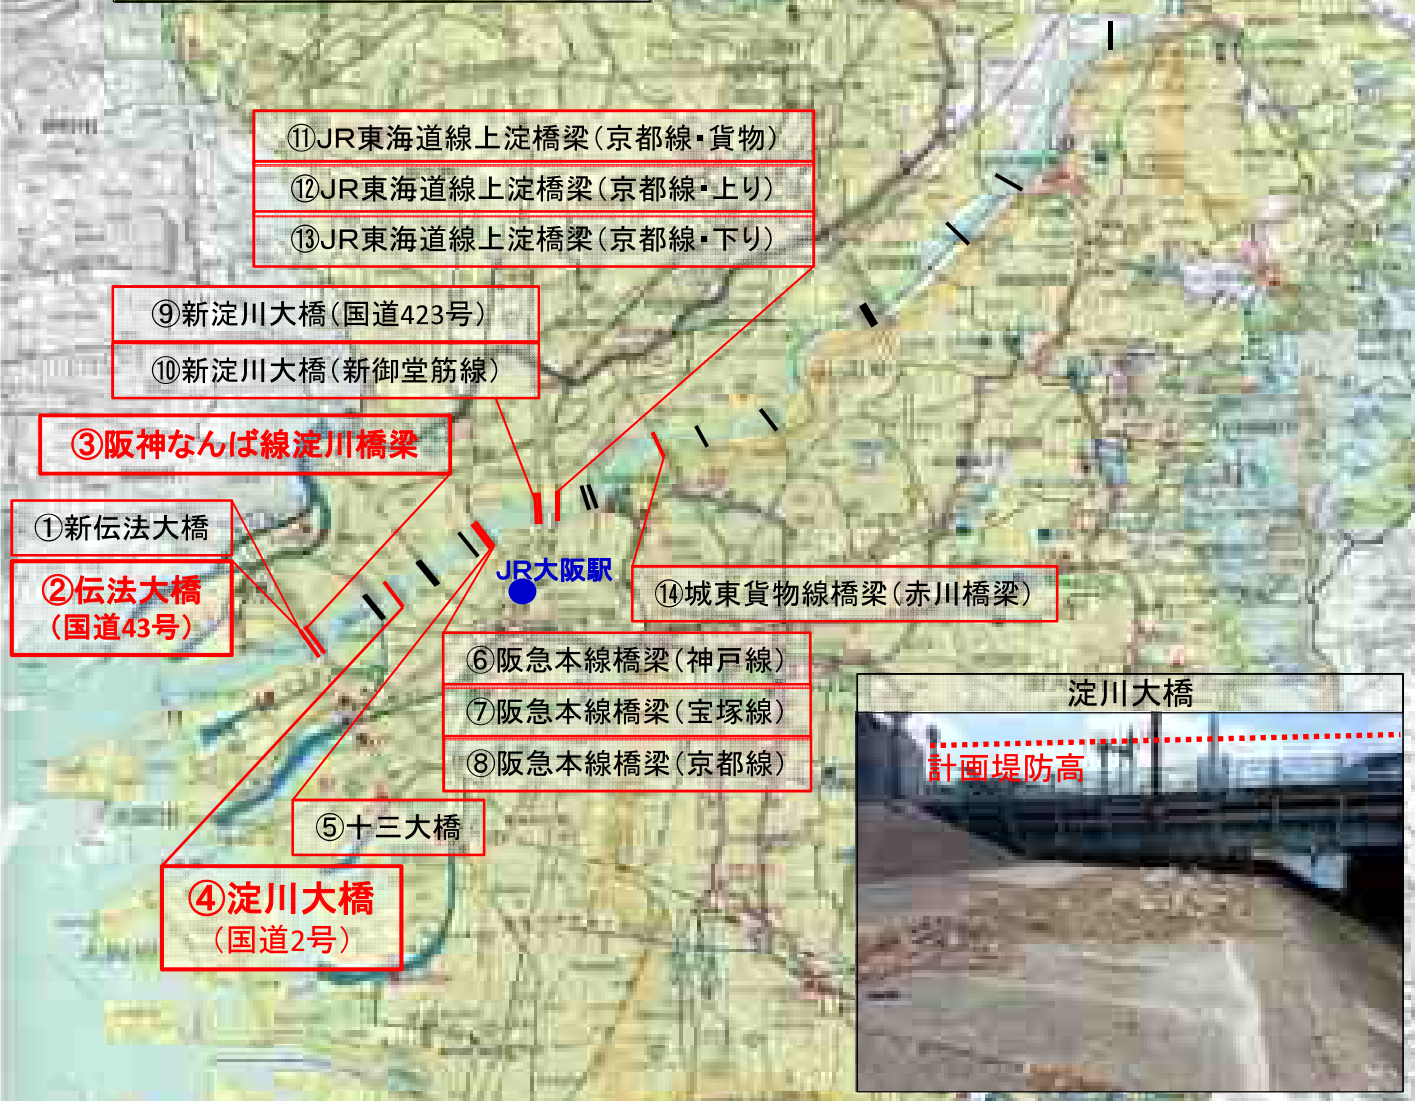 ⑪JR東海道線上淀橋梁(京都線・貨物)
⑫JR東海道線上淀橋梁(京都線・上り)
⑬JR東海道線上淀橋梁(京都線・下り)
⑨新淀川大橋(国道423号)
⑩新淀川大橋(新御堂筋線)
③阪神なんば線淀川橋梁
①新伝法大橋
②伝法大橋
(国道43号)
JR大阪駅
⑭城東貨物線橋梁(赤川橋梁)
⑥阪急本線橋梁(神戸線)
⑦阪急本線橋梁(宝塚線)
⑧阪急本線橋梁(京都線)
⑤十三大橋
④淀川大橋
(国道2号)
淀川大橋
計画堤防高